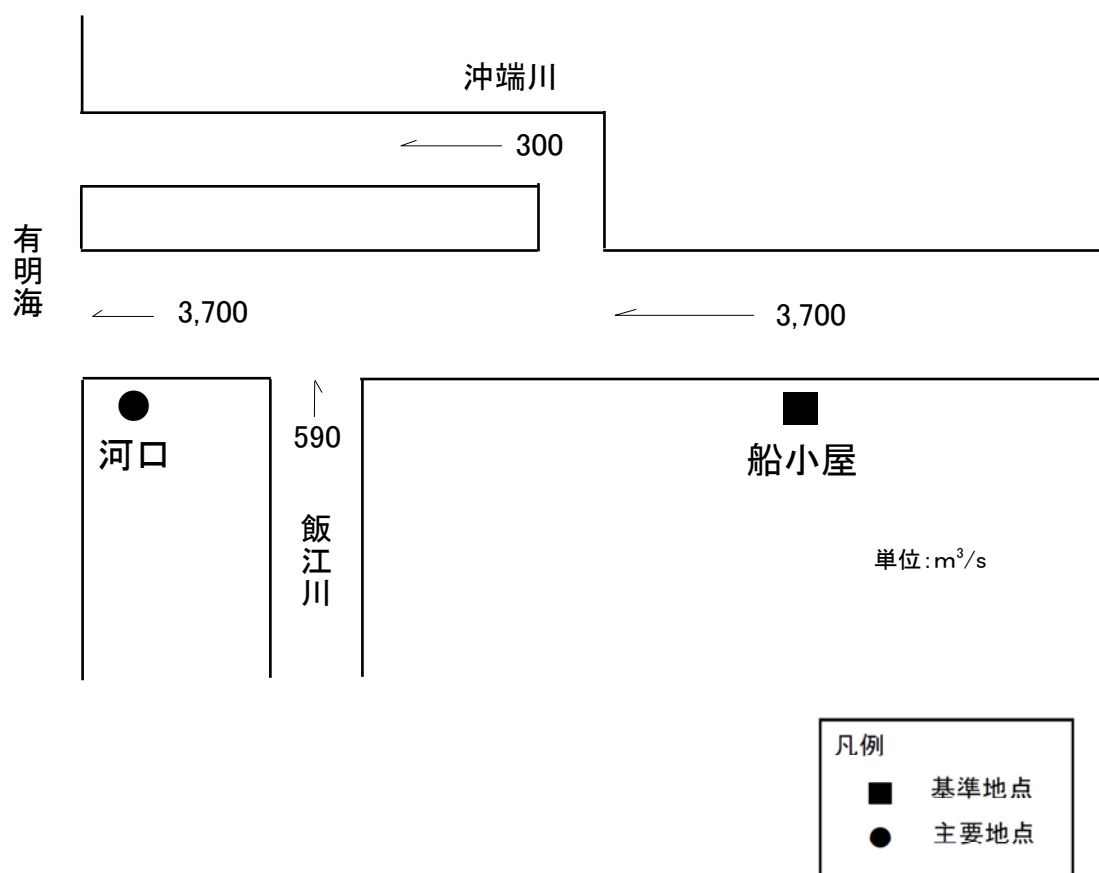 沖端川
300
有明海
3,700
3,700
河口
590
飯江川
船小屋
単位:m³/s
凡例
■ 基準地点
● 主要地点